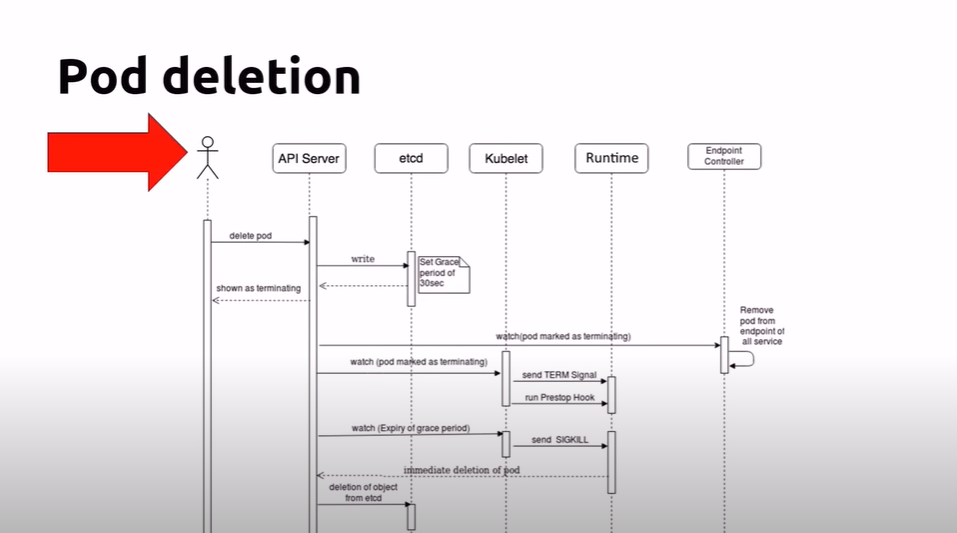 Pod deletion
API Server
etcd
Kubelet
Runtime
Endpoint
Controller
delete pod
write
Set Grace
period of
30sec
shown as terminating
Remove
pod from
endpoint of
all service
watch(pod marked as terminating)
watch (pod marked as terminating)
send TERM Signal
run Prestop Hook
watch (Expiry of grace period)
send SIGKILL
immediate deletion of pod
deletion of object
from etcd